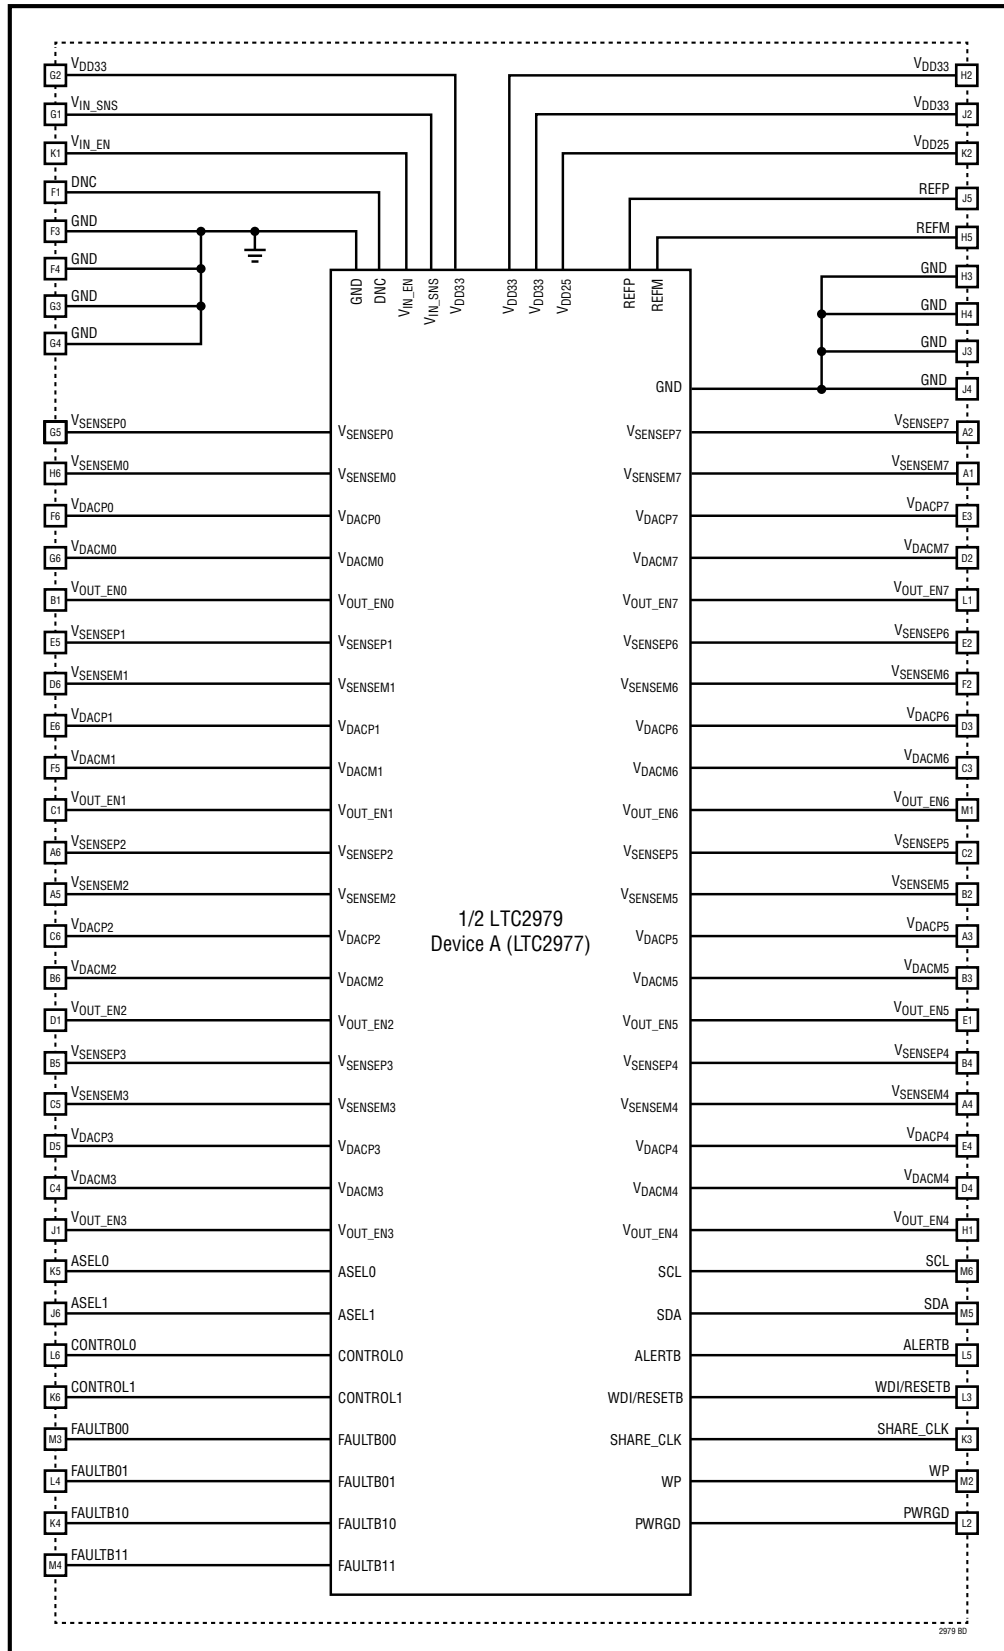 G2 VDD33
G1 VIN_SNS
K1 VIN_EN
F1 DNC
F3 GND
F4 GND
G3 GND
G4 GND
VDD33 H2
VDD33 J2
VDD25 K2
REFP J5
REFM H5
GND H3
GND H4
GND J3
GND J4
GND
DNC
VIN_EN
VIN_SNS
VDD33
VDD33
VDD33
VDD25
REFP
REFM
GND
G5 VSENSEP0 VSENSEP0 VSENSEP7 VSENSEP7 A2
H6 VSENSEM0 VSENSEM0 VSENSEM7 VSENSEM7 A1
F6 VDACP0 VDACP0 VDACP7 VDACP7 E3
G6 VDACM0 VDACM0 VDACM7 VDACM7 D2
B1 VOUT_EN0 VOUT_EN0 VOUT_EN7 VOUT_EN7 L1
E5 VSENSEP1 VSENSEP1 VSENSEP6 VSENSEP6 E2
D6 VSENSEM1 VSENSEM1 VSENSEM6 VSENSEM6 F2
E6 VDACP1 VDACP1 VDACP6 VDACP6 D3
F5 VDACM1 VDACM1 VDACM6 VDACM6 C3
C1 VOUT_EN1 VOUT_EN1 VOUT_EN6 VOUT_EN6 M1
A6 VSENSEP2 VSENSEP2 VSENSEP5 VSENSEP5 C2
A5 VSENSEM2 VSENSEM2 VSENSEM5 VSENSEM5 B2
1/2 LTC2979
Device A (LTC2977)
C6 VDACP2 VDACP2 VDACP5 VDACP5 A3
B6 VDACM2 VDACM2 VDACM5 VDACM5 B3
D1 VOUT_EN2 VOUT_EN2 VOUT_EN5 VOUT_EN5 E1
B5 VSENSEP3 VSENSEP3 VSENSEP4 VSENSEP4 B4
C5 VSENSEM3 VSENSEM3 VSENSEM4 VSENSEM4 A4
D5 VDACP3 VDACP3 VDACP4 VDACP4 E4
C4 VDACM3 VDACM3 VDACM4 VDACM4 D4
J1 VOUT_EN3 VOUT_EN3 VOUT_EN4 VOUT_EN4 H1
K5 ASEL0 ASEL0 SCL SCL M6
J6 ASEL1 ASEL1 SDA SDA M5
L6 CONTROL0 CONTROL0 ALERTB ALERTB L5
K6 CONTROL1 CONTROL1 WDI/RESETB WDI/RESETB L3
M3 FAULTB00 FAULTB00 SHARE_CLK SHARE_CLK K3
L4 FAULTB01 FAULTB01 WP WP M2
K4 FAULTB10 FAULTB10 PWRGD PWRGD L2
M4 FAULTB11 FAULTB11
2979 BD